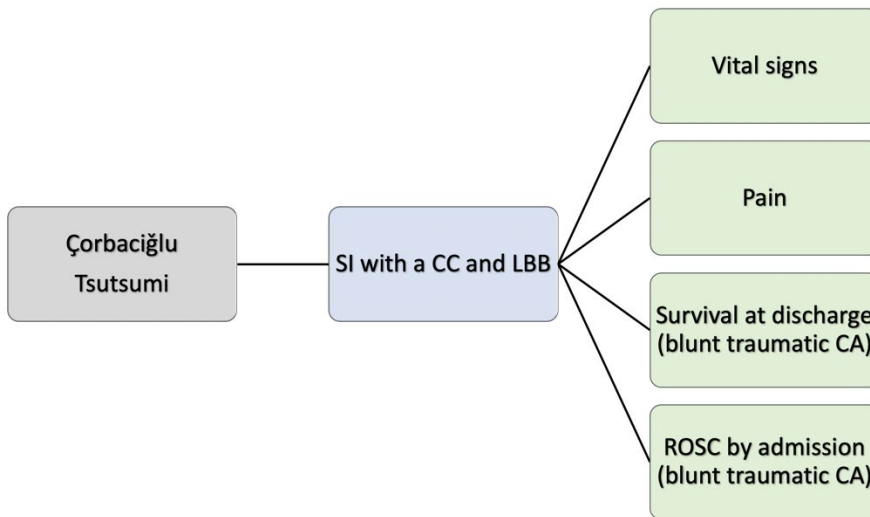 Çorbaciğlu
Tsutsumi
SI with a CC and LBB
Vital signs
Pain
Survival at discharge
(blunt traumatic CA)
ROSC by admission
(blunt traumatic CA)